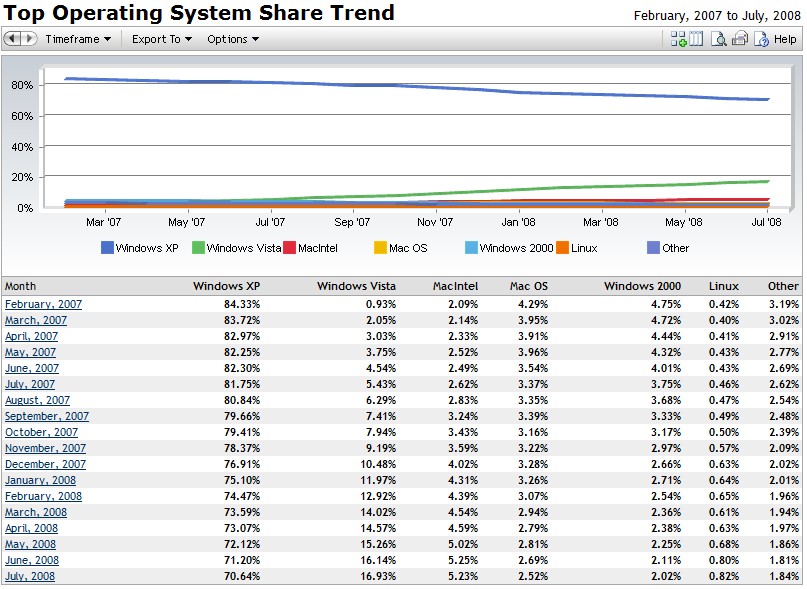 Top Operating System Share Trend
February, 2007 to July, 2008
Timeframe Export To Options Help
80%
60%
40%
20%
0%
Mar '07 May '07 Jul '07 Sep '07 Nov '07 Jan '08 Mar '08 May '08 Jul '08
Windows XP Windows Vista MacIntel Mac OS Windows 2000 Linux Other
Month Windows XP Windows Vista MacIntel Mac OS Windows 2000 Linux Other
February, 2007 84.33% 0.93% 2.09% 4.29% 4.75% 0.42% 3.19%
March, 2007 83.72% 2.05% 2.14% 3.95% 4.72% 0.40% 3.02%
April, 2007 82.97% 3.03% 2.33% 3.91% 4.44% 0.41% 2.91%
May, 2007 82.25% 3.75% 2.52% 3.96% 4.32% 0.43% 2.77%
June, 2007 82.30% 4.54% 2.49% 3.54% 4.01% 0.43% 2.69%
July, 2007 81.75% 5.43% 2.62% 3.37% 3.75% 0.46% 2.62%
August, 2007 80.84% 6.29% 2.83% 3.35% 3.68% 0.47% 2.54%
September, 2007 79.66% 7.41% 3.24% 3.39% 3.33% 0.49% 2.48%
October, 2007 79.41% 7.94% 3.43% 3.16% 3.17% 0.50% 2.39%
November, 2007 78.37% 9.19% 3.59% 3.22% 2.97% 0.57% 2.09%
December, 2007 76.91% 10.48% 4.02% 3.28% 2.66% 0.63% 2.02%
January, 2008 75.10% 11.97% 4.31% 3.26% 2.71% 0.64% 2.01%
February, 2008 74.47% 12.92% 4.39% 3.07% 2.54% 0.65% 1.96%
March, 2008 73.59% 14.02% 4.54% 2.94% 2.36% 0.61% 1.94%
April, 2008 73.07% 14.57% 4.59% 2.79% 2.38% 0.63% 1.97%
May, 2008 72.12% 15.26% 5.02% 2.81% 2.25% 0.68% 1.86%
June, 2008 71.20% 16.14% 5.25% 2.69% 2.11% 0.80% 1.81%
July, 2008 70.64% 16.93% 5.23% 2.52% 2.02% 0.82% 1.84%